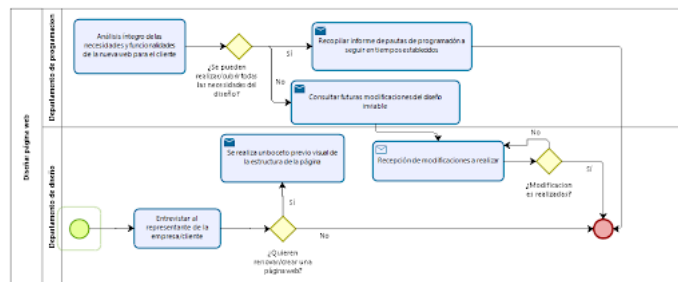 Diseñar página web
Departamento de programacion
Análisis íntegro de las
necesidades y funcionalidades
de la nueva web para el cliente
¿Se pueden
realizar/cubrir todas
las necesidades del
diseño?
Sí
No
Recopilar informe de pautas de programación a
seguir en tiempos establecidos
Consultar futuras modificaciones del diseño
inviable
Departamento de diseño
Se realiza un boceto previo visual de
la estructura de la página
Recepción de modificaciones a realizar
No
Sí
¿Modificacion
es realizadas?
Entrevistar al
representante de la
empresa/cliente
Sí
No
¿Quieren
renovar/crear una
página web?